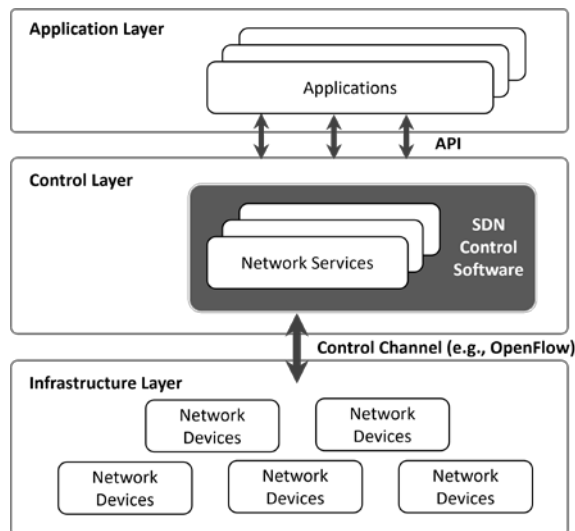 Application Layer
Applications
API
Control Layer
SDN
Control
Software
Network Services
Control Channel (e.g., OpenFlow)
Infrastructure Layer
Network
Devices
Network
Devices
Network
Devices
Network
Devices
Network
Devices